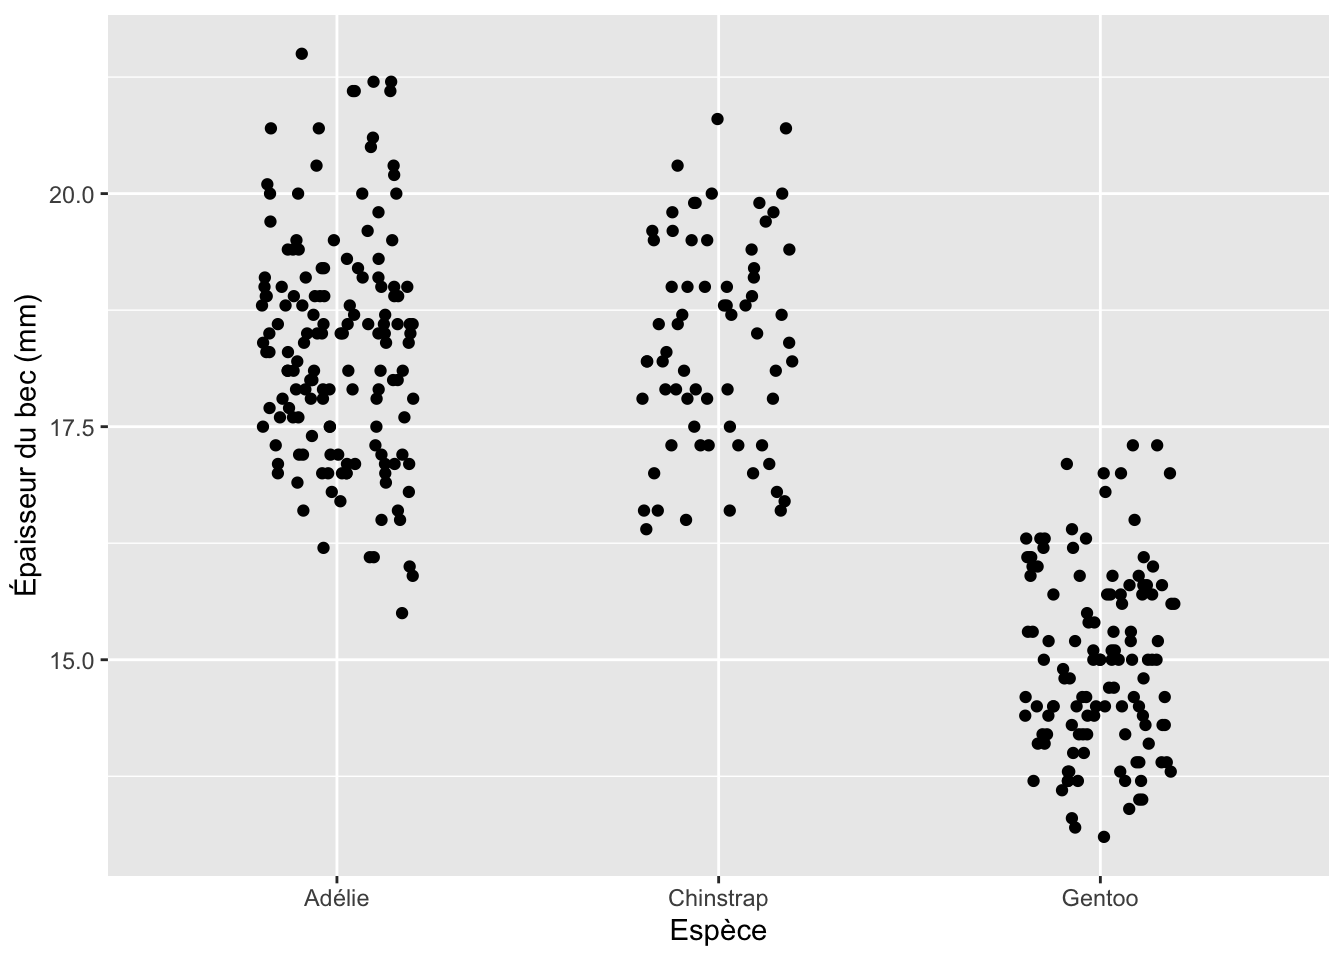 Épaisseur du bec (mm)
20.0
17.5
15.0
Adélie
Chinstrap
Gentoo
Espèce